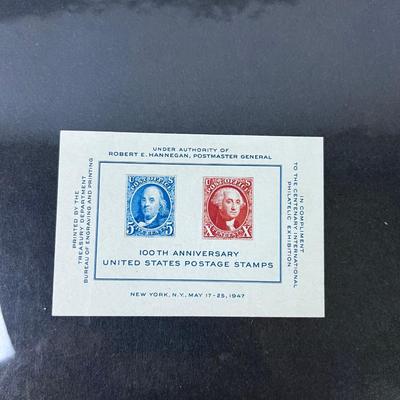 UNDER AUTHORITY OF
ROBERT E. HANNEGAN, POSTMASTER GENERAL
PRINTED BY THE
TREASURY DEPARTMENT
BUREAU OF ENGRAVING AND PRINTING
POST OFFICE
5 CENTS 5
POST OFFICE
X CENTS X
IN COMPLIMENT
TO THE CENTENARY INTERNATIONAL
PHILATELIC EXHIBITION
100TH ANNIVERSARY
UNITED STATES POSTAGE STAMPS
NEW YORK, N.Y., MAY 17-25, 1947